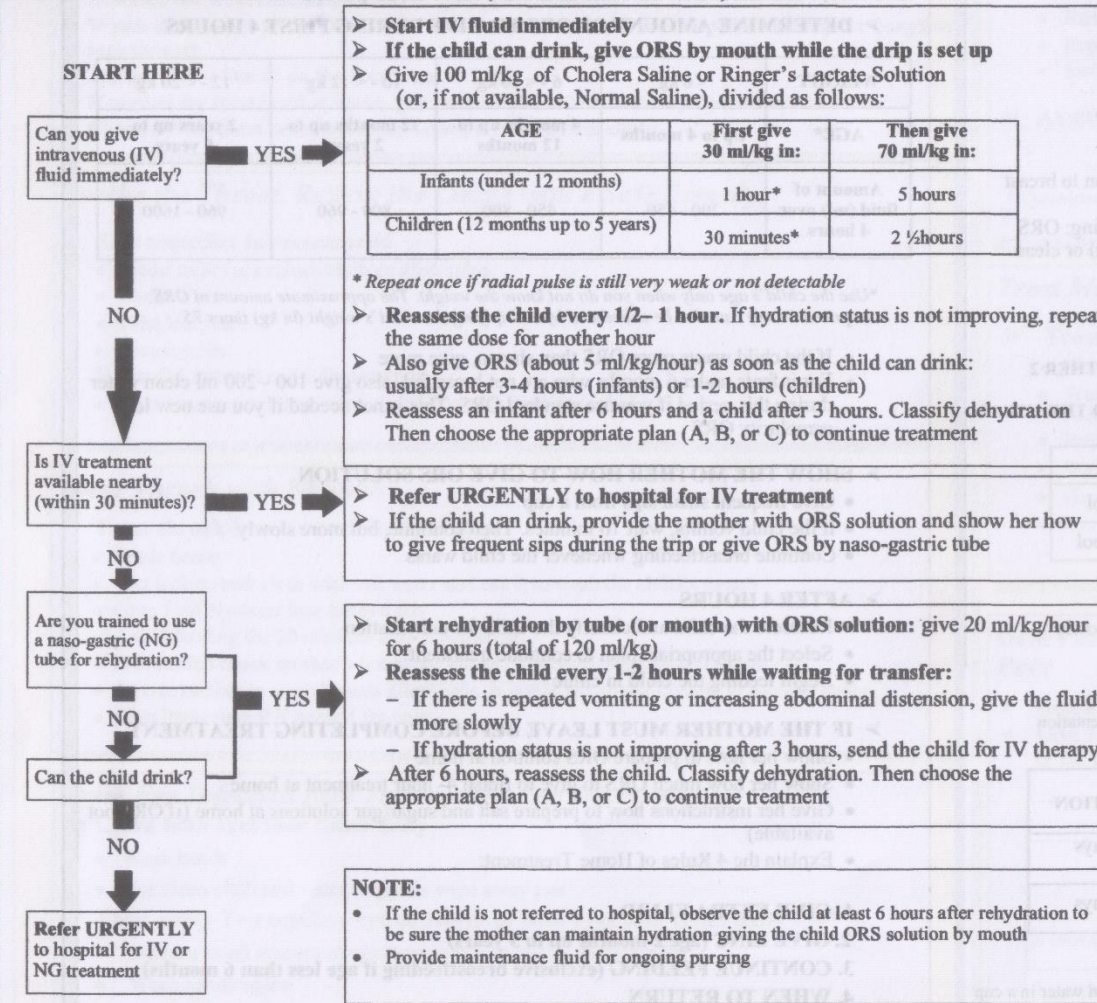 START HERE
Can you give
intravenous (IV)
fluid immediately?
YES
➢ Start IV fluid immediately
➢ If the child can drink, give ORS by mouth while the drip is set up
➢ Give 100 ml/kg of Cholera Saline or Ringer's Lactate Solution
(or, if not available, Normal Saline), divided as follows:
AGE First give Then give
30 ml/kg in: 70 ml/kg in:
Infants (under 12 months)
1 hour* 5 hours
Children (12 months up to 5 years)
30 minutes* 2 ½hours
* Repeat once if radial pulse is still very weak or not detectable
➢ Reassess the child every 1/2– 1 hour. If hydration status is not improving, repeat
the same dose for another hour
➢ Also give ORS (about 5 ml/kg/hour) as soon as the child can drink:
usually after 3-4 hours (infants) or 1-2 hours (children)
➢ Reassess an infant after 6 hours and a child after 3 hours. Classify dehydration
Then choose the appropriate plan (A, B, or C) to continue treatment
NO
Is IV treatment
available nearby
(within 30 minutes)?
YES
➢ Refer URGENTLY to hospital for IV treatment
➢ If the child can drink, provide the mother with ORS solution and show her how
to give frequent sips during the trip or give ORS by naso-gastric tube
NO
Are you trained to use
a naso-gastric (NG)
tube for rehydration?
YES
➢ Start rehydration by tube (or mouth) with ORS solution: give 20 ml/kg/hour
for 6 hours (total of 120 ml/kg)
➢ Reassess the child every 1-2 hours while waiting for transfer:
– If there is repeated vomiting or increasing abdominal distension, give the fluid
more slowly
– If hydration status is not improving after 3 hours, send the child for IV therapy
➢ After 6 hours, reassess the child. Classify dehydration. Then choose the
appropriate plan (A, B, or C) to continue treatment
NO
Can the child drink?
NO
Refer URGENTLY
to hospital for IV or
NG treatment
NOTE:
• If the child is not referred to hospital, observe the child at least 6 hours after rehydration to
be sure the mother can maintain hydration giving the child ORS solution by mouth
• Provide maintenance fluid for ongoing purging